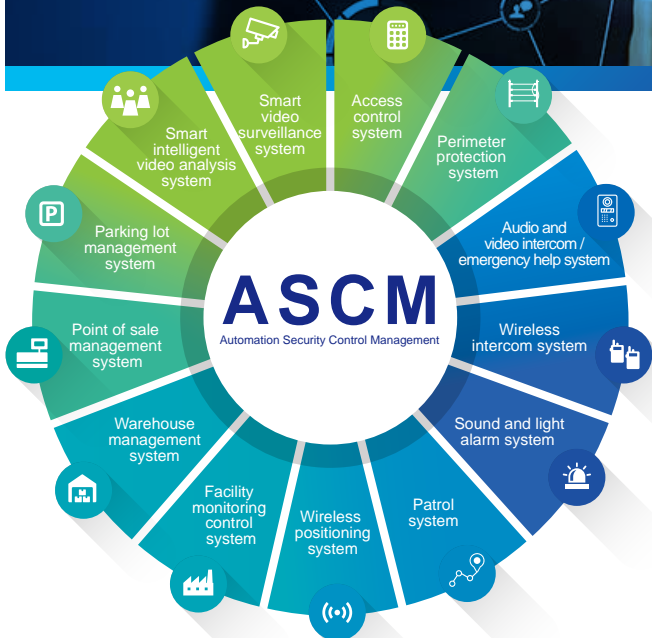 Smart
video
surveillance
system
Access
control
system
Perimeter
protection
system
Audio and
video intercom /
emergency help system
Wireless
intercom system
Sound and light
alarm system
Patrol
system
Wireless
positioning
system
Facility
monitoring
control
system
Warehouse
management
system
Point of sale
management
system
P
Parking lot
management
system
Smart
intelligent
video analysis
system
ASCM
Automation Security Control Management